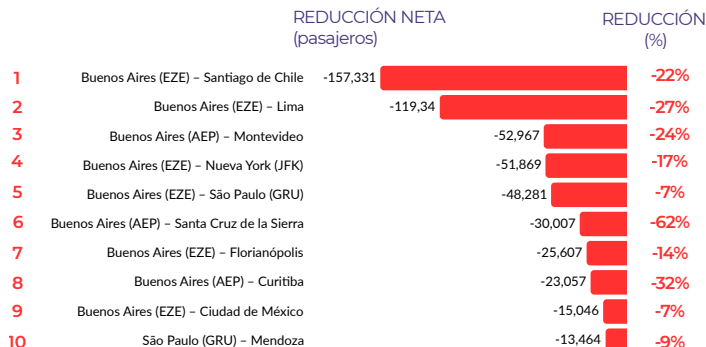 REDUCCIÓN NETA
(pasajeros)
REDUCCIÓN
(%)
1 Buenos Aires (EZE) – Santiago de Chile -157,331 -22%
2 Buenos Aires (EZE) – Lima -119,34 -27%
3 Buenos Aires (AEP) – Montevideo -52,967 -24%
4 Buenos Aires (EZE) – Nueva York (JFK) -51,869 -17%
5 Buenos Aires (EZE) – São Paulo (GRU) -48,281 -7%
6 Buenos Aires (AEP) – Santa Cruz de la Sierra -30,007 -62%
7 Buenos Aires (EZE) – Florianópolis -25,607 -14%
8 Buenos Aires (AEP) – Curitiba -23,057 -32%
9 Buenos Aires (EZE) – Ciudad de México -15,046 -7%
10 São Paulo (GRU) – Mendoza -13,464 -9%